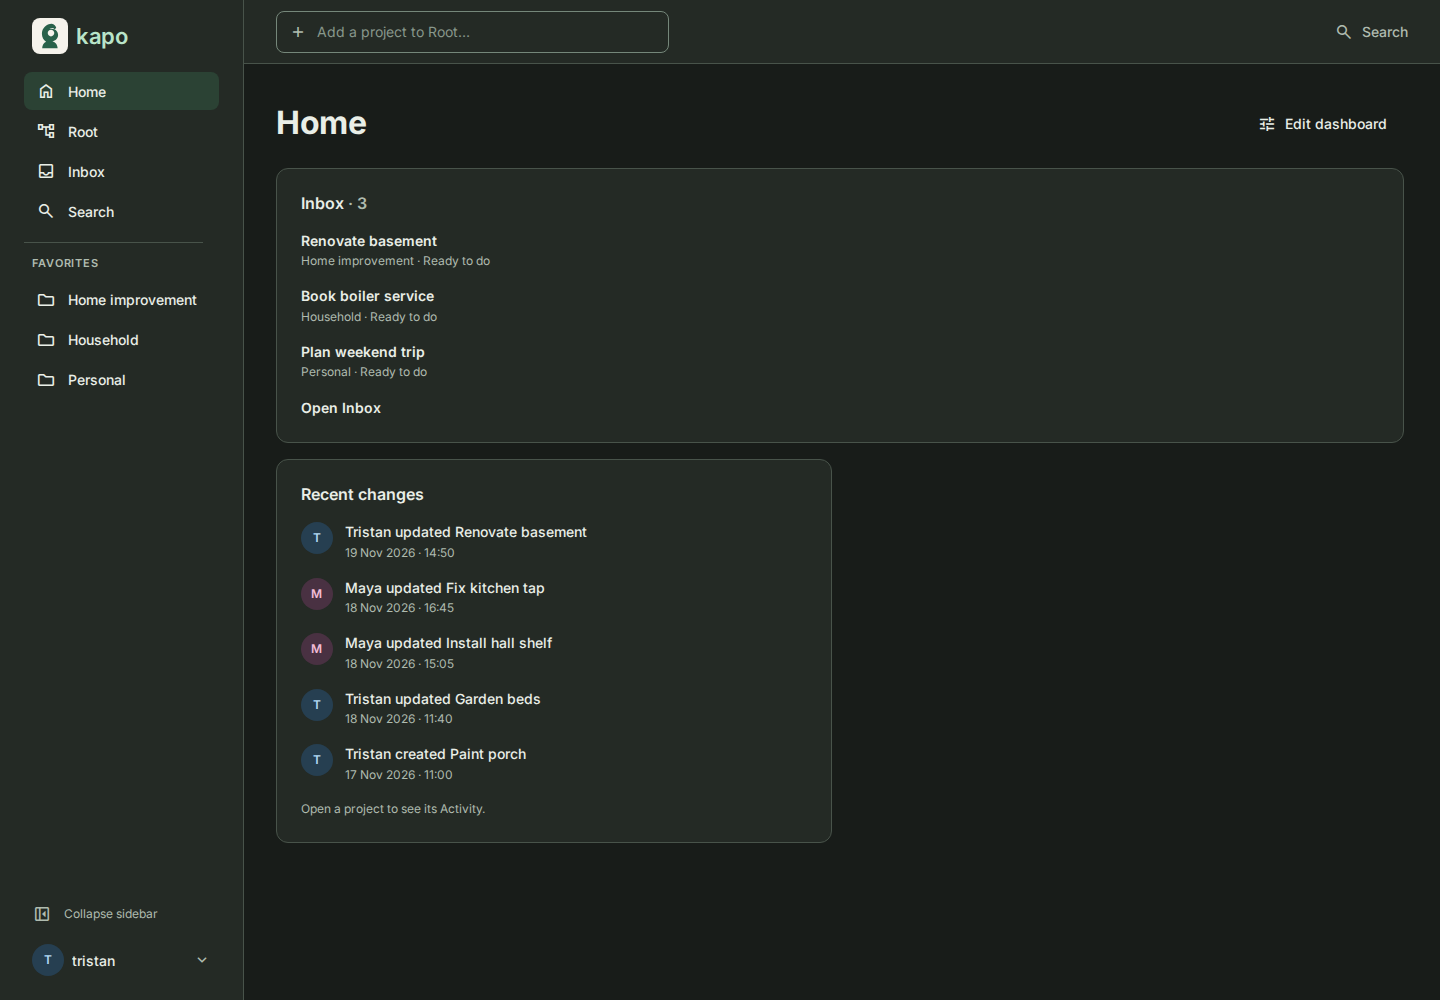 kapo
Home
Root
Inbox
Search
FAVORITES
Home improvement
Household
Personal
Collapse sidebar
T
tristan
Add a project to Root...
Search
Home
Edit dashboard
Inbox · 3
Renovate basement
Home improvement · Ready to do
Book boiler service
Household · Ready to do
Plan weekend trip
Personal · Ready to do
Open Inbox
Recent changes
T
Tristan updated Renovate basement
19 Nov 2026 · 14:50
M
Maya updated Fix kitchen tap
18 Nov 2026 · 16:45
M
Maya updated Install hall shelf
18 Nov 2026 · 15:05
T
Tristan updated Garden beds
18 Nov 2026 · 11:40
T
Tristan created Paint porch
17 Nov 2026 · 11:00
Open a project to see its Activity.